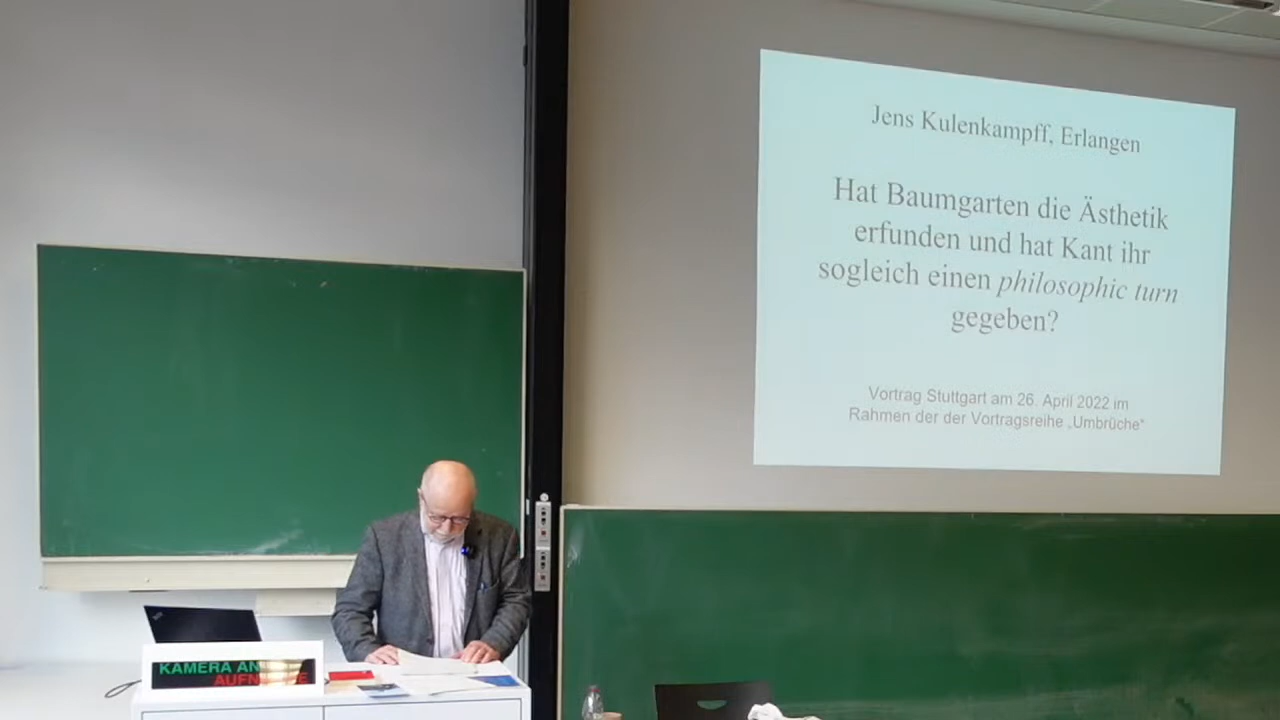 Jens Kulenkampff, Erlangen
Hat Baumgarten die Ästhetik
erfunden und hat Kant ihr
sogleich einen philosophic turn
gegeben?
Vortrag Stuttgart am 26. April 2022 im
Rahmen der der Vortragsreihe „Umbrüche“
KAMERA AN